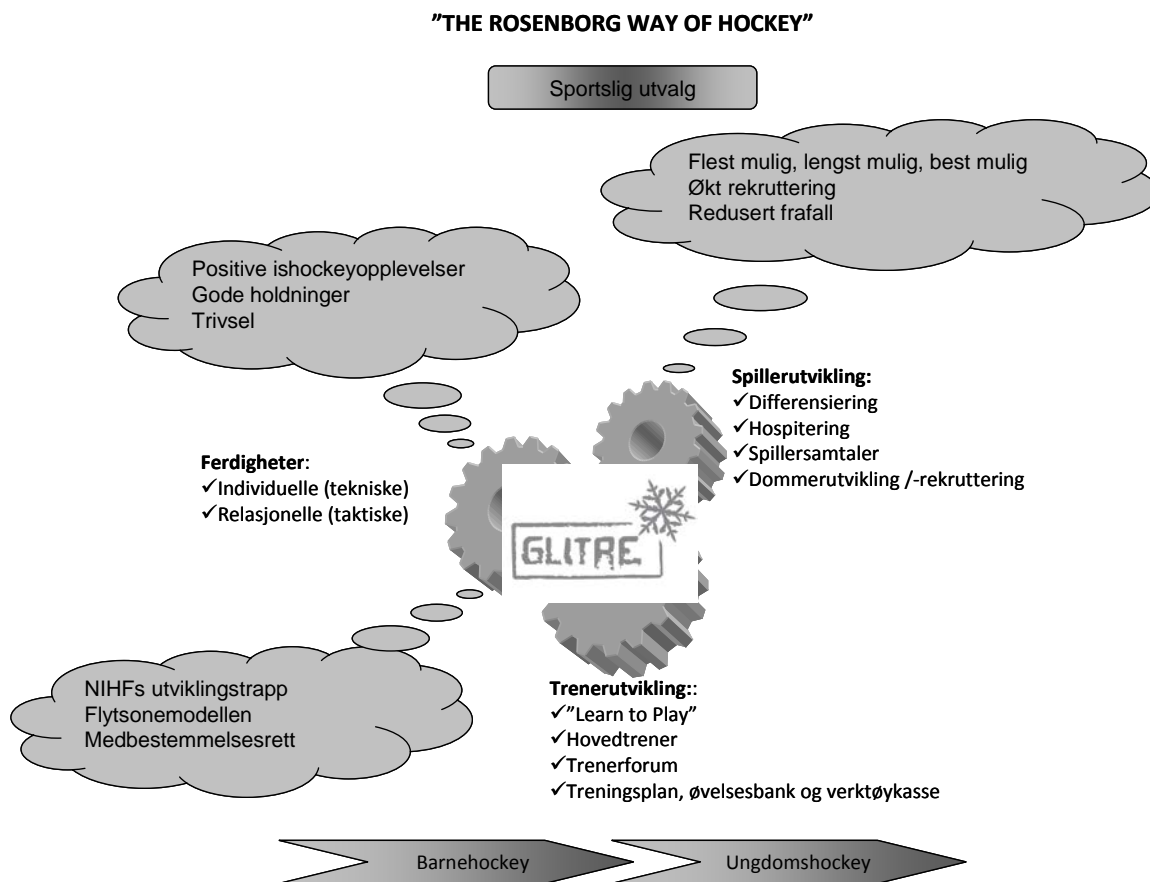 ”THE ROSENBORG WAY OF HOCKEY”
Sportslig utvalg
Flest mulig, lengst mulig, best mulig
Økt rekruttering
Redusert frafall
Positive ishockeyopplevelser
Gode holdninger
Trivsel
Spillerutvikling:
✓Differensiering
✓Hospitering
✓Spillersamtaler
✓Dommerutvikling /-rekruttering
Ferdigheter:
✓Individuelle (tekniske)
✓Relasjonelle (taktiske)
GLITRE
NIHFs utviklingstrapp
Flytsonemodellen
Medbestemmelsesrett
Trenerutvikling::
✓”Learn to Play”
✓Hovedtrener
✓Trenerforum
✓Treningsplan, øvelsesbank og verktøykasse
Barnehockey
Ungdomshockey